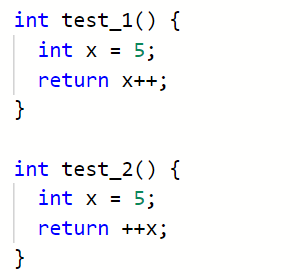 int test_1() {
  int x = 5;
  return x++;
}

int test_2() {
  int x = 5;
  return ++x;
}